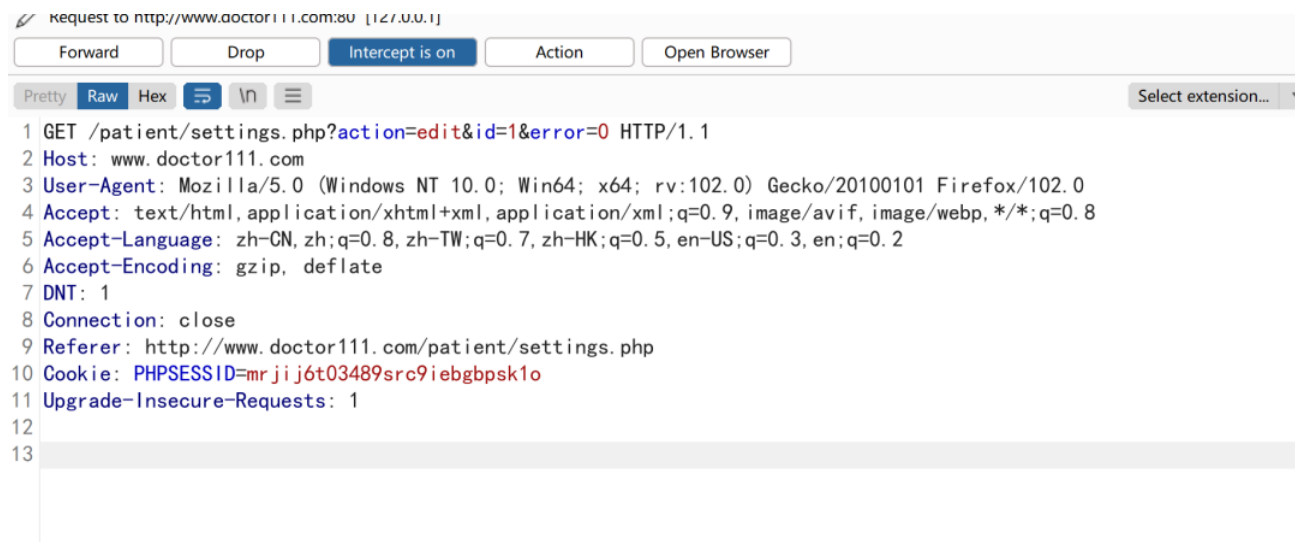 Request to http://www.doctor111.com:80 [127.0.0.1]
Forward Drop Intercept is on Action Open Browser
Pretty Raw Hex \n Select extension...
1 GET /patient/settings.php?action=edit&id=1&error=0 HTTP/1.1
2 Host: www.doctor111.com
3 User-Agent: Mozilla/5.0 (Windows NT 10.0; Win64; x64; rv:102.0) Gecko/20100101 Firefox/102.0
4 Accept: text/html,application/xhtml+xml,application/xml;q=0.9,image/avif,image/webp,*/*;q=0.8
5 Accept-Language: zh-CN,zh;q=0.8,zh-TW;q=0.7,zh-HK;q=0.5,en-US;q=0.3,en;q=0.2
6 Accept-Encoding: gzip, deflate
7 DNT: 1
8 Connection: close
9 Referer: http://www.doctor111.com/patient/settings.php
10 Cookie: PHPSESSID=mrjij6t03489src9iebgbpsk1o
11 Upgrade-Insecure-Requests: 1
12
13